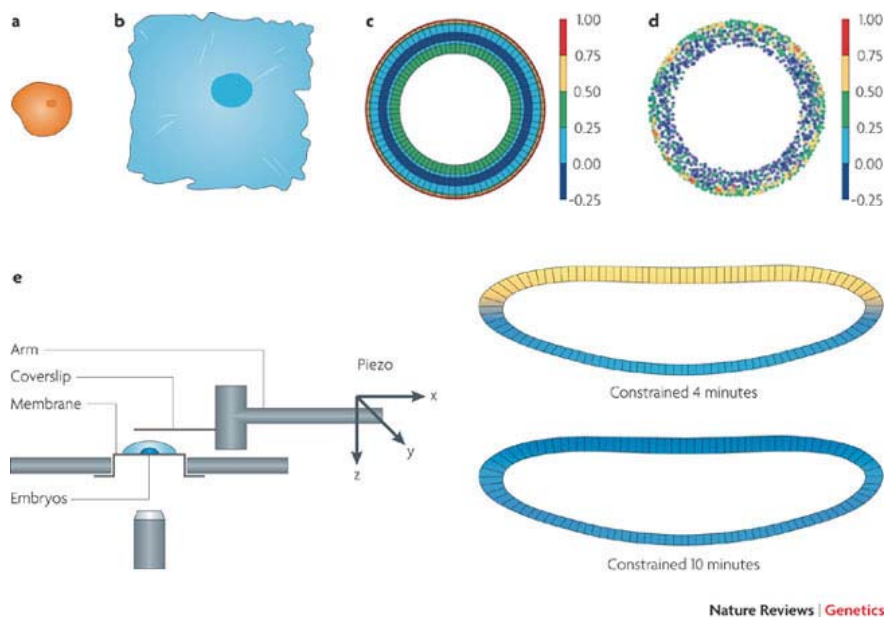 a
b
c
1.00
0.75
0.50
0.25
0.00
-0.25
d
1.00
0.75
0.50
0.25
0.00
-0.25
e
Arm
Coverslip
Membrane
Embryos
Piezo
x
y
z
Constrained 4 minutes
Constrained 10 minutes
Nature Reviews | Genetics